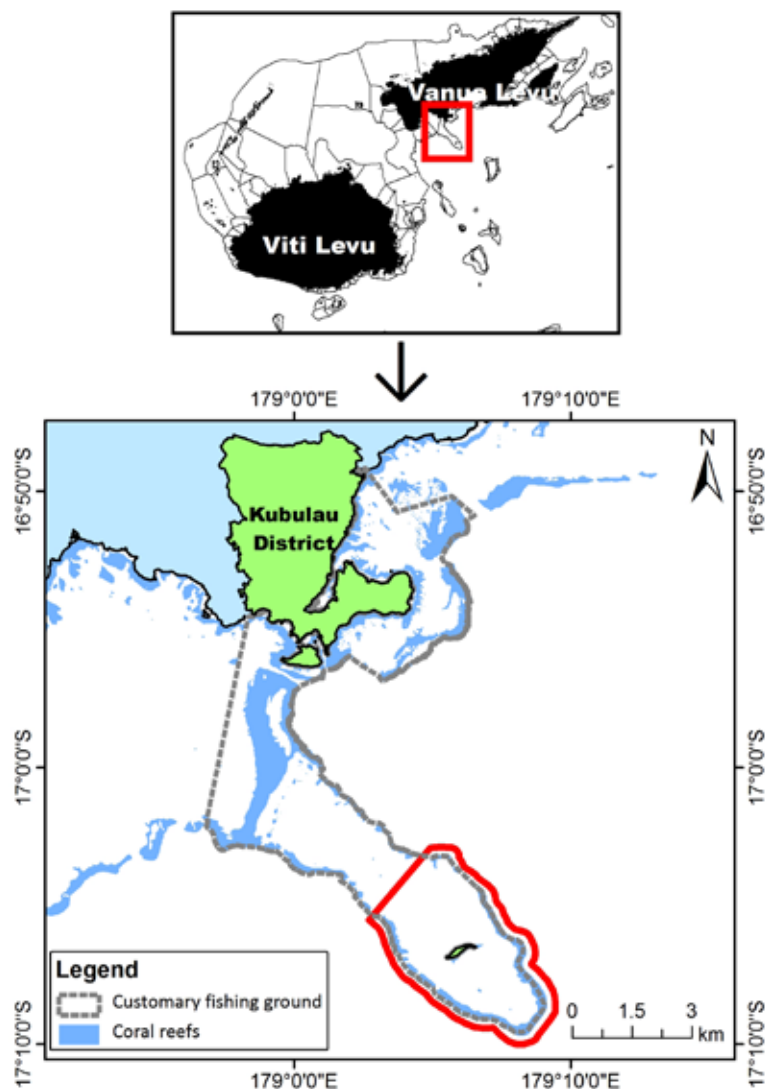 Vanua Levu
Viti Levu
179°0'0"E 179°10'0"E
N
16°50'0"S 16°50'0"S
Kubulau
District
17°0'0"S 17°0'0"S
Legend
Customary fishing ground
Coral reefs
0 1.5 3
km
17°10'0"S 17°10'0"S
179°0'0"E 179°10'0"E